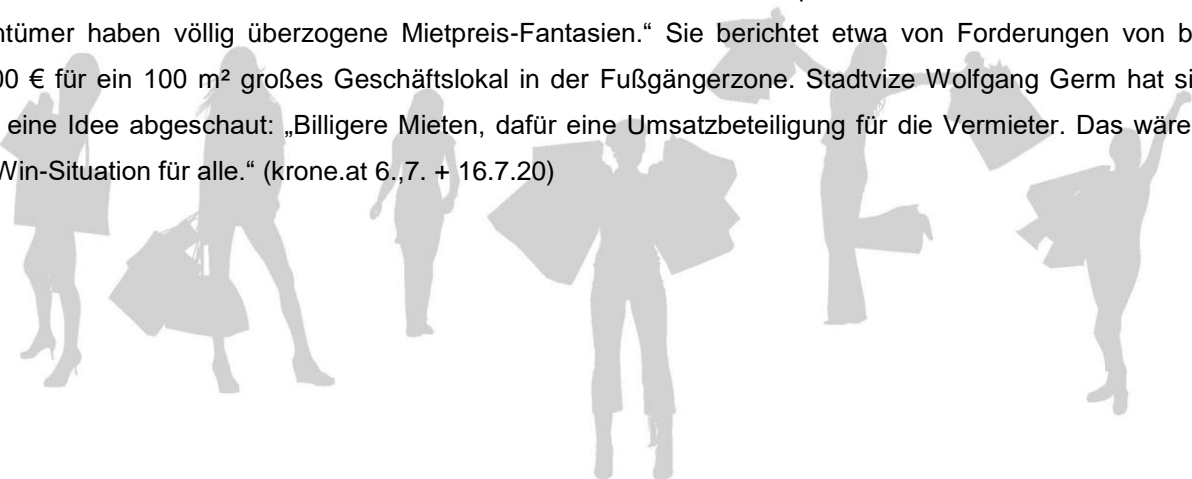 ntümer haben völlig überzogene Mietpreis-Fantasien.“ Sie berichtet etwa von Forderungen von b
00 € für ein 100 m² großes Geschäftslokal in der Fußgängerzone. Stadtvize Wolfgang Germ hat si
eine Idee abgeschaut: „Billigere Mieten, dafür eine Umsatzbeteiligung für die Vermieter. Das wäre
Win-Situation für alle.“ (krone.at 6.,7. + 16.7.20)